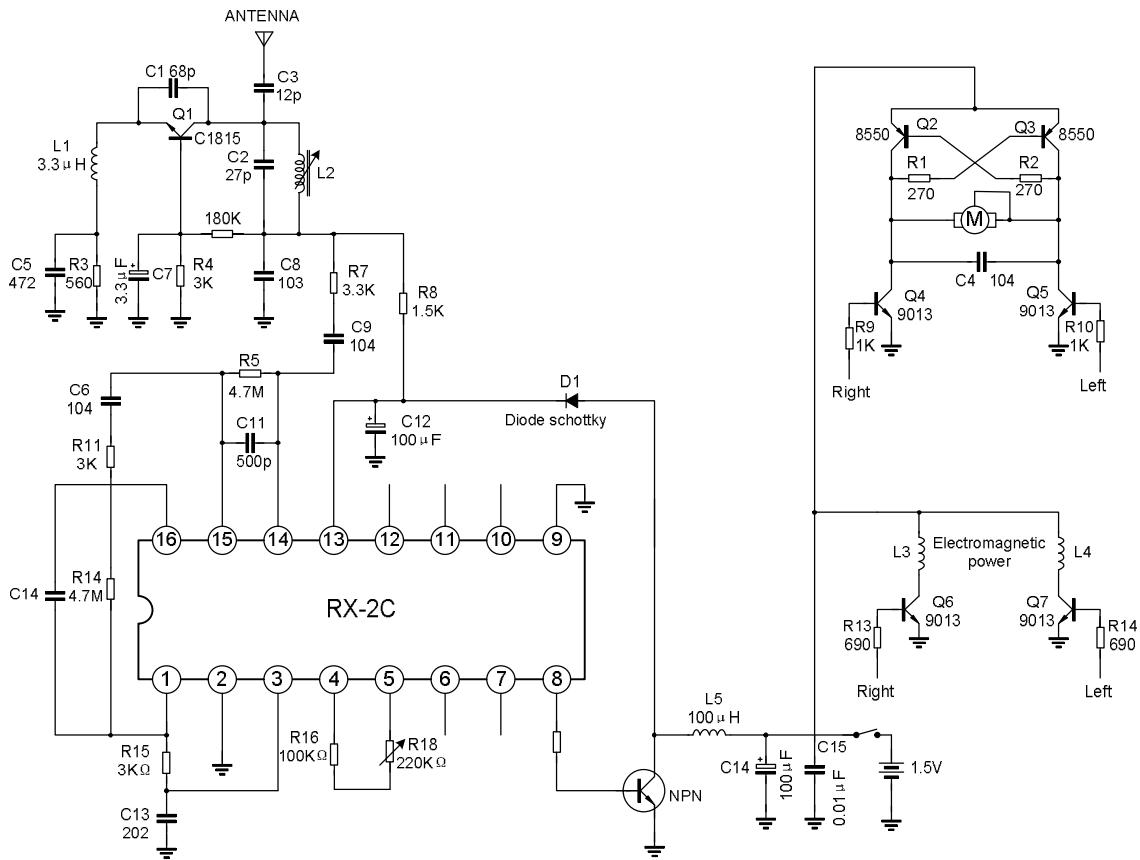 ANTENNA
C1 68p
C3
12p
Q1
C1815
L1
3.3μH
C2
27p
L2
180K
C5
472
R3
560
3.3μF
C7
R4
3K
C8
103
R7
3.3K
R8
1.5K
C9
104
R5
4.7M
C6
104
C11
500p
R11
3K
C12
100μF
D1
Diode schottky
16
15
14
13
12
11
10
9
C14
R14
4.7M
RX-2C
1
2
3
4
5
6
7
8
R15
3KΩ
R16
100KΩ
R18
220KΩ
C13
202
NPN
L5
100μH
C14
100μF
C15
0.01μF
1.5V
8550
Q2
Q3
8550
R1
270
R2
270
M
C4
104
Q4
9013
Q5
9013
R9
1K
R10
1K
Right
Left
L3
Electromagnetic
power
L4
Q6
9013
Q7
9013
R13
690
R14
690
Right
Left